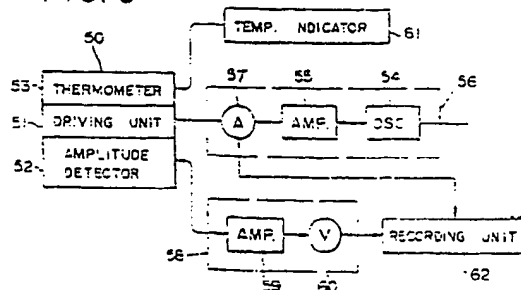 50
TEMP. INDICATOR
61
53
THERMOMETER
57
55
54
56
51
DRIVING UNIT
A
AMP.
OSC
52
AMPLITUDE
DETECTOR
AMP.
V
RECORDING UNIT
58
59
60
62